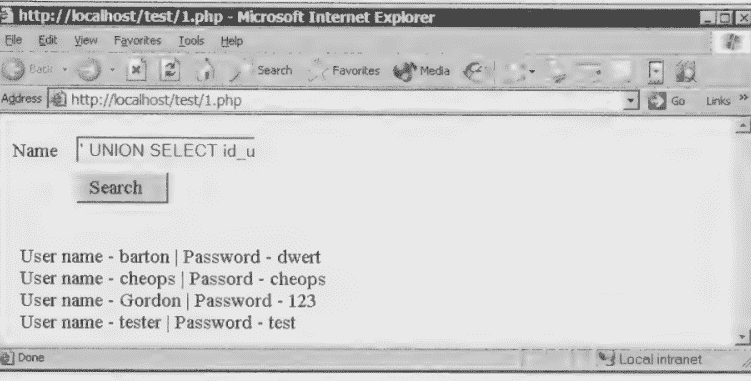 http://localhost/test/1.php - Microsoft Internet Explorer
File Edit View Favorites Tools Help
Back Search Favorites Media
Address http://localhost/test/1.php Go Links »
Name ' UNION SELECT id_u
Search
User name - barton | Password - dwert
User name - cheops | Passord - cheops
User name - Gordon | Password - 123
User name - tester | Password - test
Done Local intranet